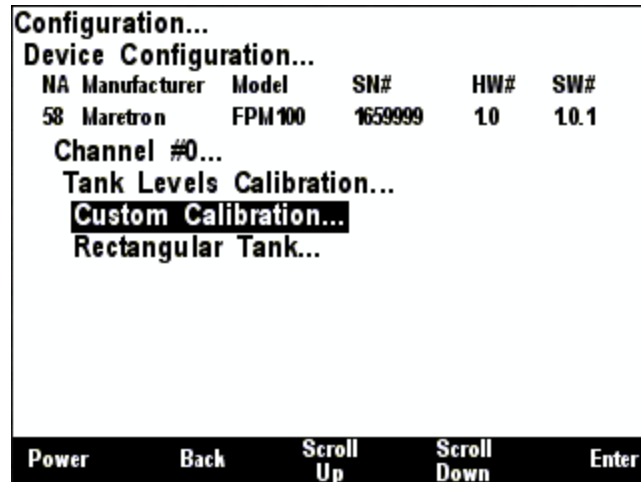 Configuration...
Device Configuration...
NA Manufacturer Model SN# HW# SW#
58 Maretron FPM100 1659999 1.0 1.0.1
Channel #0...
Tank Levels Calibration...
Custom Calibration...
Rectangular Tank...
Power Back Scroll Up Scroll Down Enter